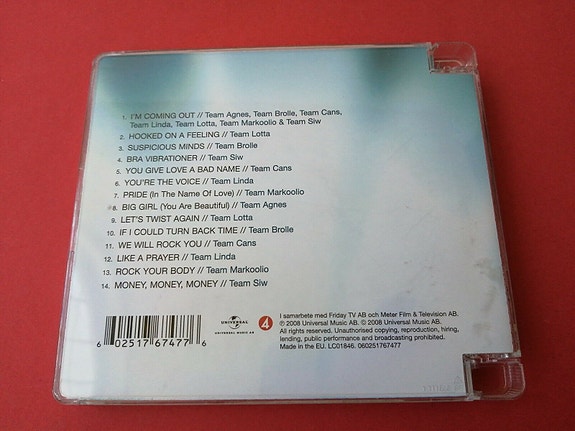 1. I'M COMING OUT // Team Agnes, Team Brolle, Team Cans,
Team Linda, Team Lotta, Team Markoolio & Team Siw
2. HOOKED ON A FEELING // Team Lotta
3. SUSPICIOUS MINDS // Team Brolle
4. BRA VIBRATIONER // Team Siw
5. YOU GIVE LOVE A BAD NAME // Team Cans
6. YOU'RE THE VOICE // Team Linda
7. PRIDE (In The Name Of Love) // Team Markoolio
8. BIG GIRL (You Are Beautiful) // Team Agnes
9. LET'S TWIST AGAIN // Team Lotta
10. IF I COULD TURN BACK TIME // Team Brolle
11. WE WILL ROCK YOU // Team Cans
12. LIKE A PRAYER // Team Linda
13. ROCK YOUR BODY // Team Markoolio
14. MONEY, MONEY, MONEY // Team Siw
6 02517 67477 6
UNIVERSAL
UNIVERSAL MUSIC AB
4
I samarbete med Friday TV AB och Meter Film & Television AB.
℗ 2008 Universal Music AB. © 2008 Universal Music AB.
All rights reserved. Unauthorised copying, reproduction, hiring,
lending, public performance and broadcasting prohibited.
Made in the EU. LC01846. 060251767477